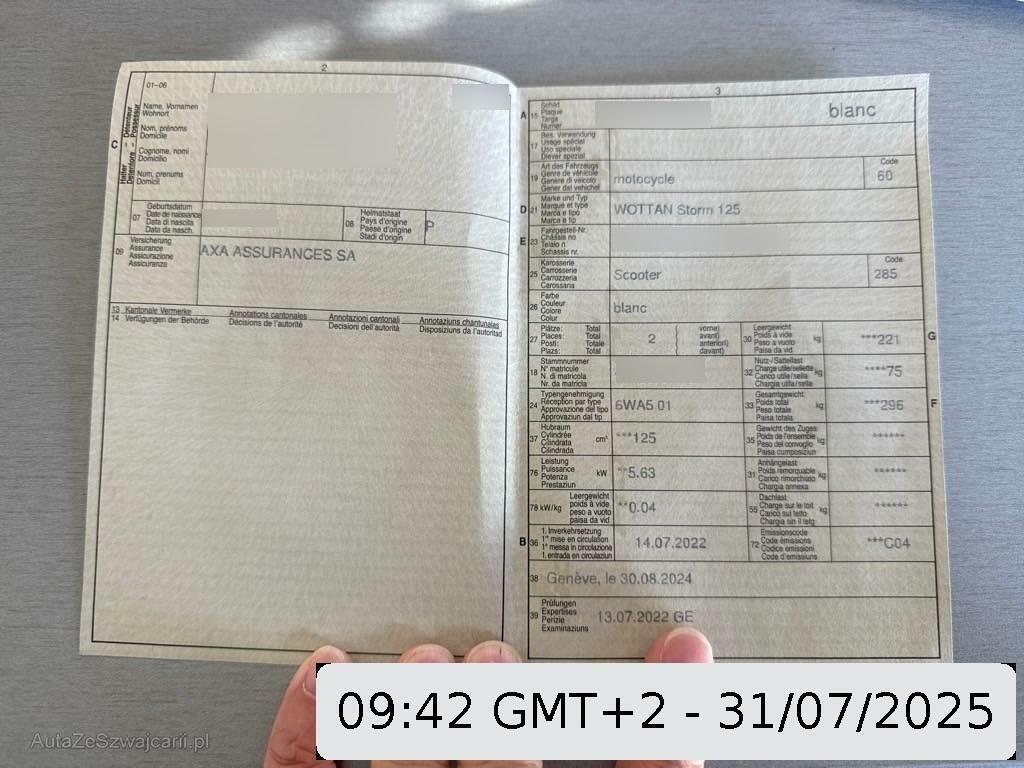 2
01-06
C
Halter
Détenteur
Detentore
Possessur
Name, Vornamen
Wohnort
Nom, prénoms
Domicile
Cognome, nomi
Domicilio
Num, prenums
Domicil
07
Geburtsdatum
Date de naissance
Data di nascita
Data da nasch.
08
Heimatstaat
Pays d'origine
Paese d'origine
Stadi d'origin
P
09
Versicherung
Assurance
Assicurazione
Assicuranza
AXA ASSURANCES SA
13 Kantonale Vermerke Annotations cantonales Annotazioni cantonali Annotaziuns chantunalas
14 Verfügungen der Behörde Décisions de l'autorité Decisioni dell'autorità Disposiziuns da l'autoritad
3
A 15
Schild
Plaque
Targa
Numer
blanc
17
Bes. Verwendung
Usage spécial
Uso speciale
Diever spezial
19
Art des Fahrzeugs
Genre de véhicule
Genere di veicolo
Gener dal vehichel
motocycle
Code
60
D 21
Marke und Typ
Marque et type
Marca e tipo
Marca e tip
WOTTAN Storm 125
E 23
Fahrgestell-Nr.
Châssis no
Telaio n.
Schassis nr.
25
Karosserie
Carrosserie
Carrozzeria
Carossaria
Scooter
Code
285
26
Farbe
Couleur
Colore
Colur
blanc
27
Plätze: Total
Places: Total
Posti: Totale
Plazs: Total
2
vorne)
avant)
anteriori)
davant)
30
Leergewicht
Poids à vide
Peso a vuoto
Paisa da vid
kg
***221
G
18
Stammnummer
N° matricule
N. di matricola
Nr. da matricla
32
Nutz-/Sattellast
Charge utile/sellette
Carico utile/sella
Chargia utila/sella
kg
****75
24
Typengenehmigung
Réception par type
Approvazione del tipo
Approvaziun dal tip
6WA5 01
33
Gesamtgewicht
Poids total
Peso totale
Paisa totala
kg
***296
F
37
Hubraum
Cylindrée
Cilindrata
Cilindrada
cm³
***125
35
Gewicht des Zuges
Poids de l'ensemble
Peso del convoglio
Paisa cumposiziun
kg
******
76
Leistung
Puissance
Potenza
Prestaziun
kW
**5.63
31
Anhängelast
Poids remorquable
Carico rimorchiato
Chargia annexa
kg
******
78 kW/kg
Leergewicht
poids à vide
peso a vuoto
paisa da vid
**0.04
55
Dachlast
Charge sur le toit
Carico sul tetto
Chargia sin il tetg
kg
******
B 36
1. Inverkehrsetzung
1re mise en circulation
1a messa in circolazione
1. entrada en circulaziun
14.07.2022
72
Emissionscode
Code émissions
Codice emissioni
Code d'emissiuns
***C04
38 Genève, le 30.08.2024
39
Prüfungen
Expertises
Perizie
Examinaziuns
13.07.2022 GE
AutaZeSzwajcarii.pl
09:42 GMT+2 - 31/07/2025